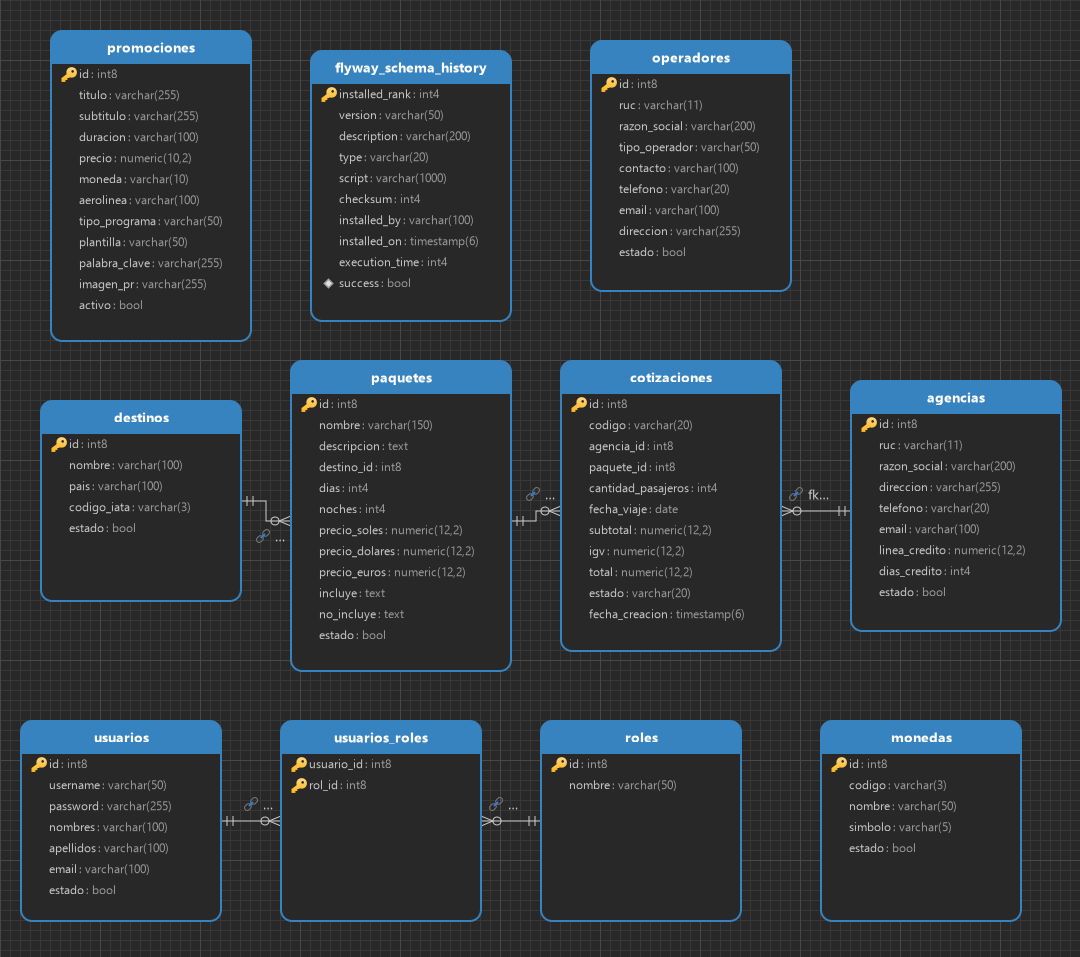 promociones
id : int8
titulo : varchar(255)
subtitulo : varchar(255)
duracion : varchar(100)
precio : numeric(10,2)
moneda : varchar(10)
aerolinea : varchar(100)
tipo_programa : varchar(50)
plantilla : varchar(50)
palabra_clave : varchar(255)
imagen_pr : varchar(255)
activo : bool
flyway_schema_history
installed_rank : int4
version : varchar(50)
description : varchar(200)
type : varchar(20)
script : varchar(1000)
checksum : int4
installed_by : varchar(100)
installed_on : timestamp(6)
execution_time : int4
success : bool
operadores
id : int8
ruc : varchar(11)
razon_social : varchar(200)
tipo_operador : varchar(50)
contacto : varchar(100)
telefono : varchar(20)
email : varchar(100)
direccion : varchar(255)
estado : bool
destinos
id : int8
nombre : varchar(100)
pais : varchar(100)
codigo_iata : varchar(3)
estado : bool
...
paquetes
id : int8
nombre : varchar(150)
descripcion : text
destino_id : int8
dias : int4
noches : int4
precio_soles : numeric(12,2)
precio_dolares : numeric(12,2)
precio_euros : numeric(12,2)
incluye : text
no_incluye : text
estado : bool
...
cotizaciones
id : int8
codigo : varchar(20)
agencia_id : int8
paquete_id : int8
cantidad_pasajeros : int4
fecha_viaje : date
subtotal : numeric(12,2)
igv : numeric(12,2)
total : numeric(12,2)
estado : varchar(20)
fecha_creacion : timestamp(6)
fk...
agencias
id : int8
ruc : varchar(11)
razon_social : varchar(200)
direccion : varchar(255)
telefono : varchar(20)
email : varchar(100)
linea_credito : numeric(12,2)
dias_credito : int4
estado : bool
usuarios
id : int8
username : varchar(50)
password : varchar(255)
nombres : varchar(100)
apellidos : varchar(100)
email : varchar(100)
estado : bool
...
usuarios_roles
usuario_id : int8
rol_id : int8
...
roles
id : int8
nombre : varchar(50)
monedas
id : int8
codigo : varchar(3)
nombre : varchar(50)
simbolo : varchar(5)
estado : bool